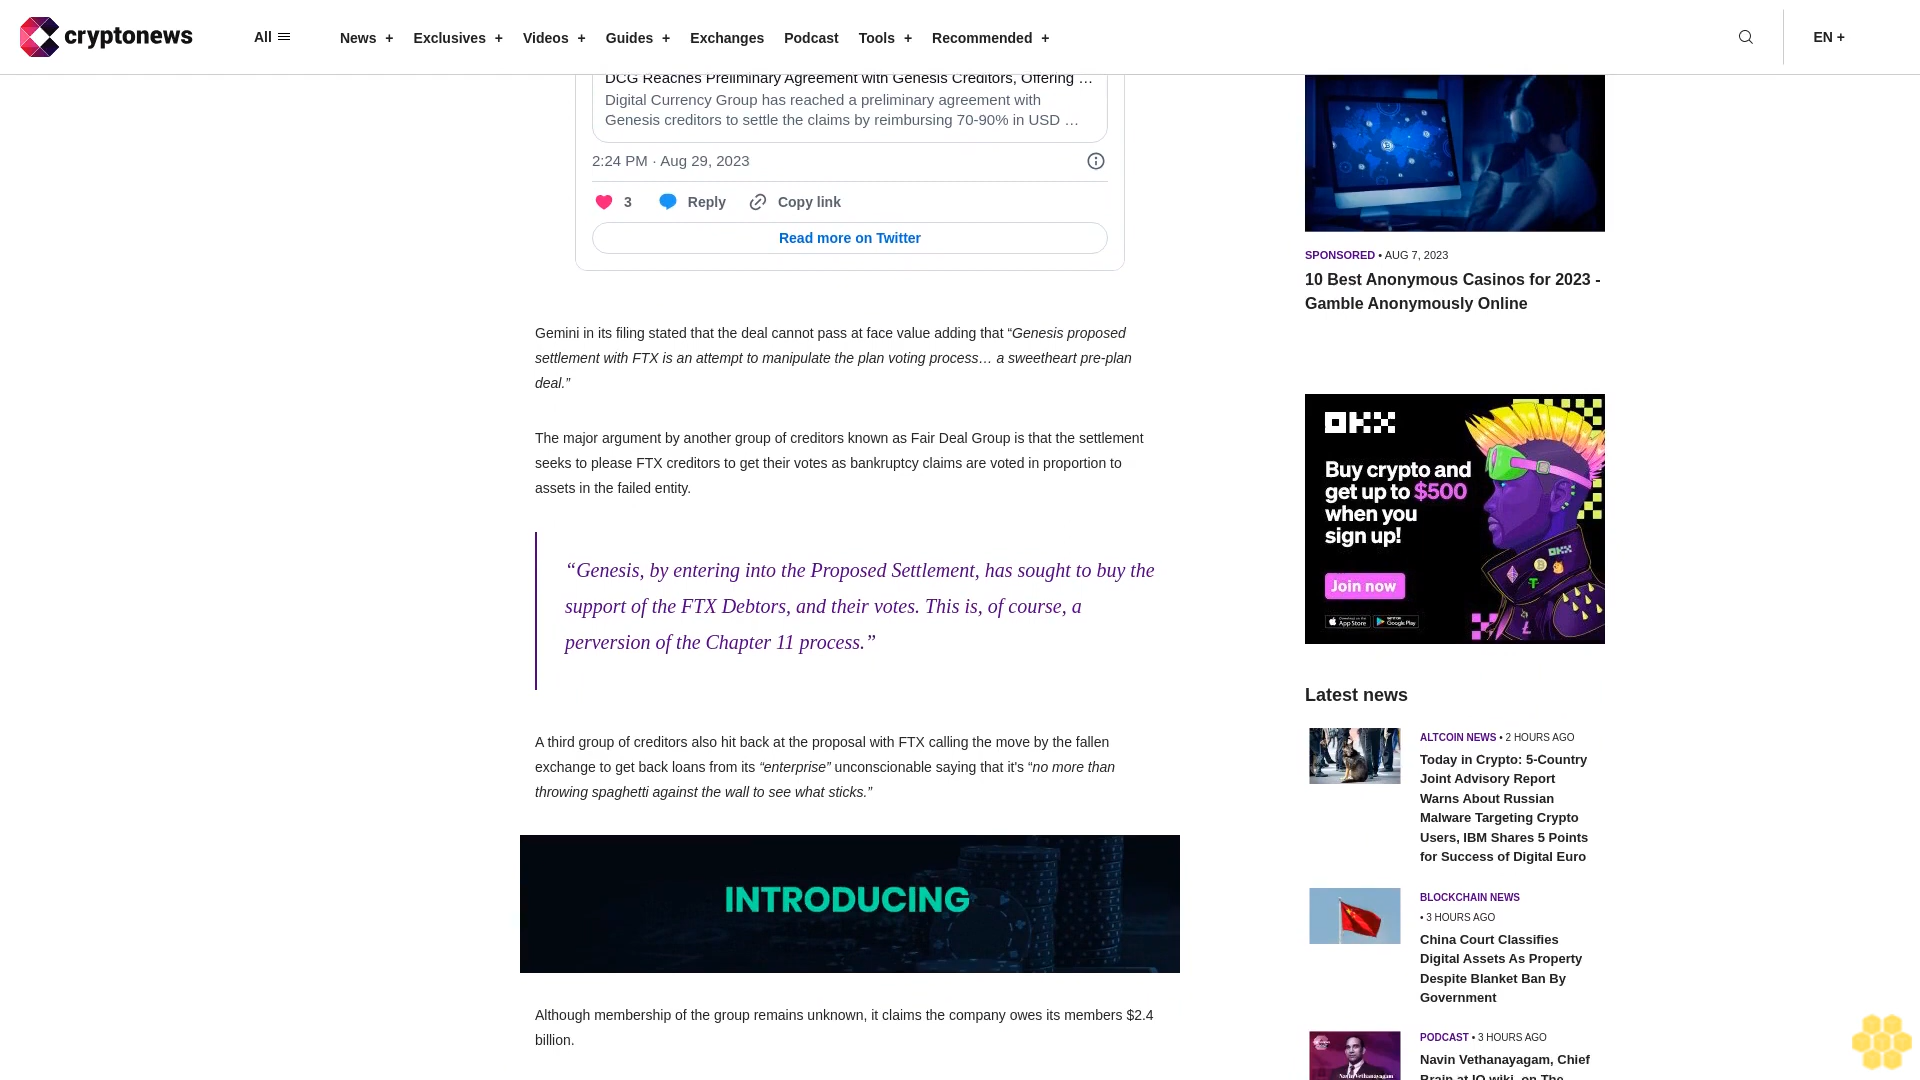 cryptonews
All
News +
Exclusives +
Videos +
Guides +
Exchanges
Podcast
Tools +
Recommended +
EN +
DCG Reaches Preliminary Agreement with Genesis Creditors, Offering …
Digital Currency Group has reached a preliminary agreement with
Genesis creditors to settle the claims by reimbursing 70-90% in USD …
2:24 PM · Aug 29, 2023
3
Reply
Copy link
Read more on Twitter
Gemini in its filing stated that the deal cannot pass at face value adding that “Genesis proposed
settlement with FTX is an attempt to manipulate the plan voting process… a sweetheart pre-plan
deal.”
The major argument by another group of creditors known as Fair Deal Group is that the settlement
seeks to please FTX creditors to get their votes as bankruptcy claims are voted in proportion to
assets in the failed entity.
“Genesis, by entering into the Proposed Settlement, has sought to buy the
support of the FTX Debtors, and their votes. This is, of course, a
perversion of the Chapter 11 process.”
A third group of creditors also hit back at the proposal with FTX calling the move by the fallen
exchange to get back loans from its “enterprise” unconscionable saying that it's “no more than
throwing spaghetti against the wall to see what sticks.”
INTRODUCING
Although membership of the group remains unknown, it claims the company owes its members $2.4
billion.
SPONSORED • AUG 7, 2023
10 Best Anonymous Casinos for 2023 -
Gamble Anonymously Online
OKX
Buy crypto and
get up to $500
when you
sign up!
Join now
App Store
Google Play
OKX
Latest news
ALTCOIN NEWS • 2 HOURS AGO
Today in Crypto: 5-Country
Joint Advisory Report
Warns About Russian
Malware Targeting Crypto
Users, IBM Shares 5 Points
for Success of Digital Euro
BLOCKCHAIN NEWS
• 3 HOURS AGO
China Court Classifies
Digital Assets As Property
Despite Blanket Ban By
Government
PODCAST • 3 HOURS AGO
Navin Vethanayagam, Chief
Brain at IQ.wiki, on The
Navin Vethanayagam